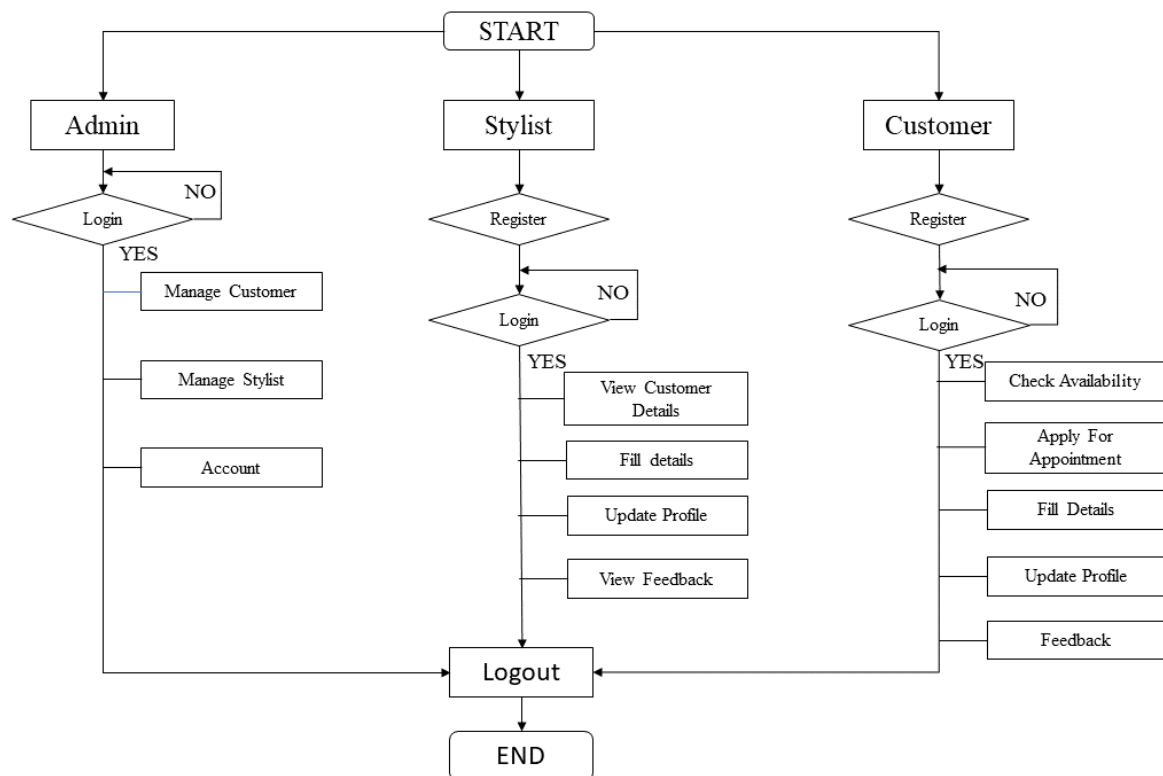 START
Admin
Stylist
Customer
NO
Login
YES
Register
Register
Manage Customer
NO
Login
YES
NO
Login
YES
Manage Stylist
Account
View Customer
Details
Fill details
Update Profile
View Feedback
Check Availability
Apply For
Appointment
Fill Details
Update Profile
Feedback
Logout
END